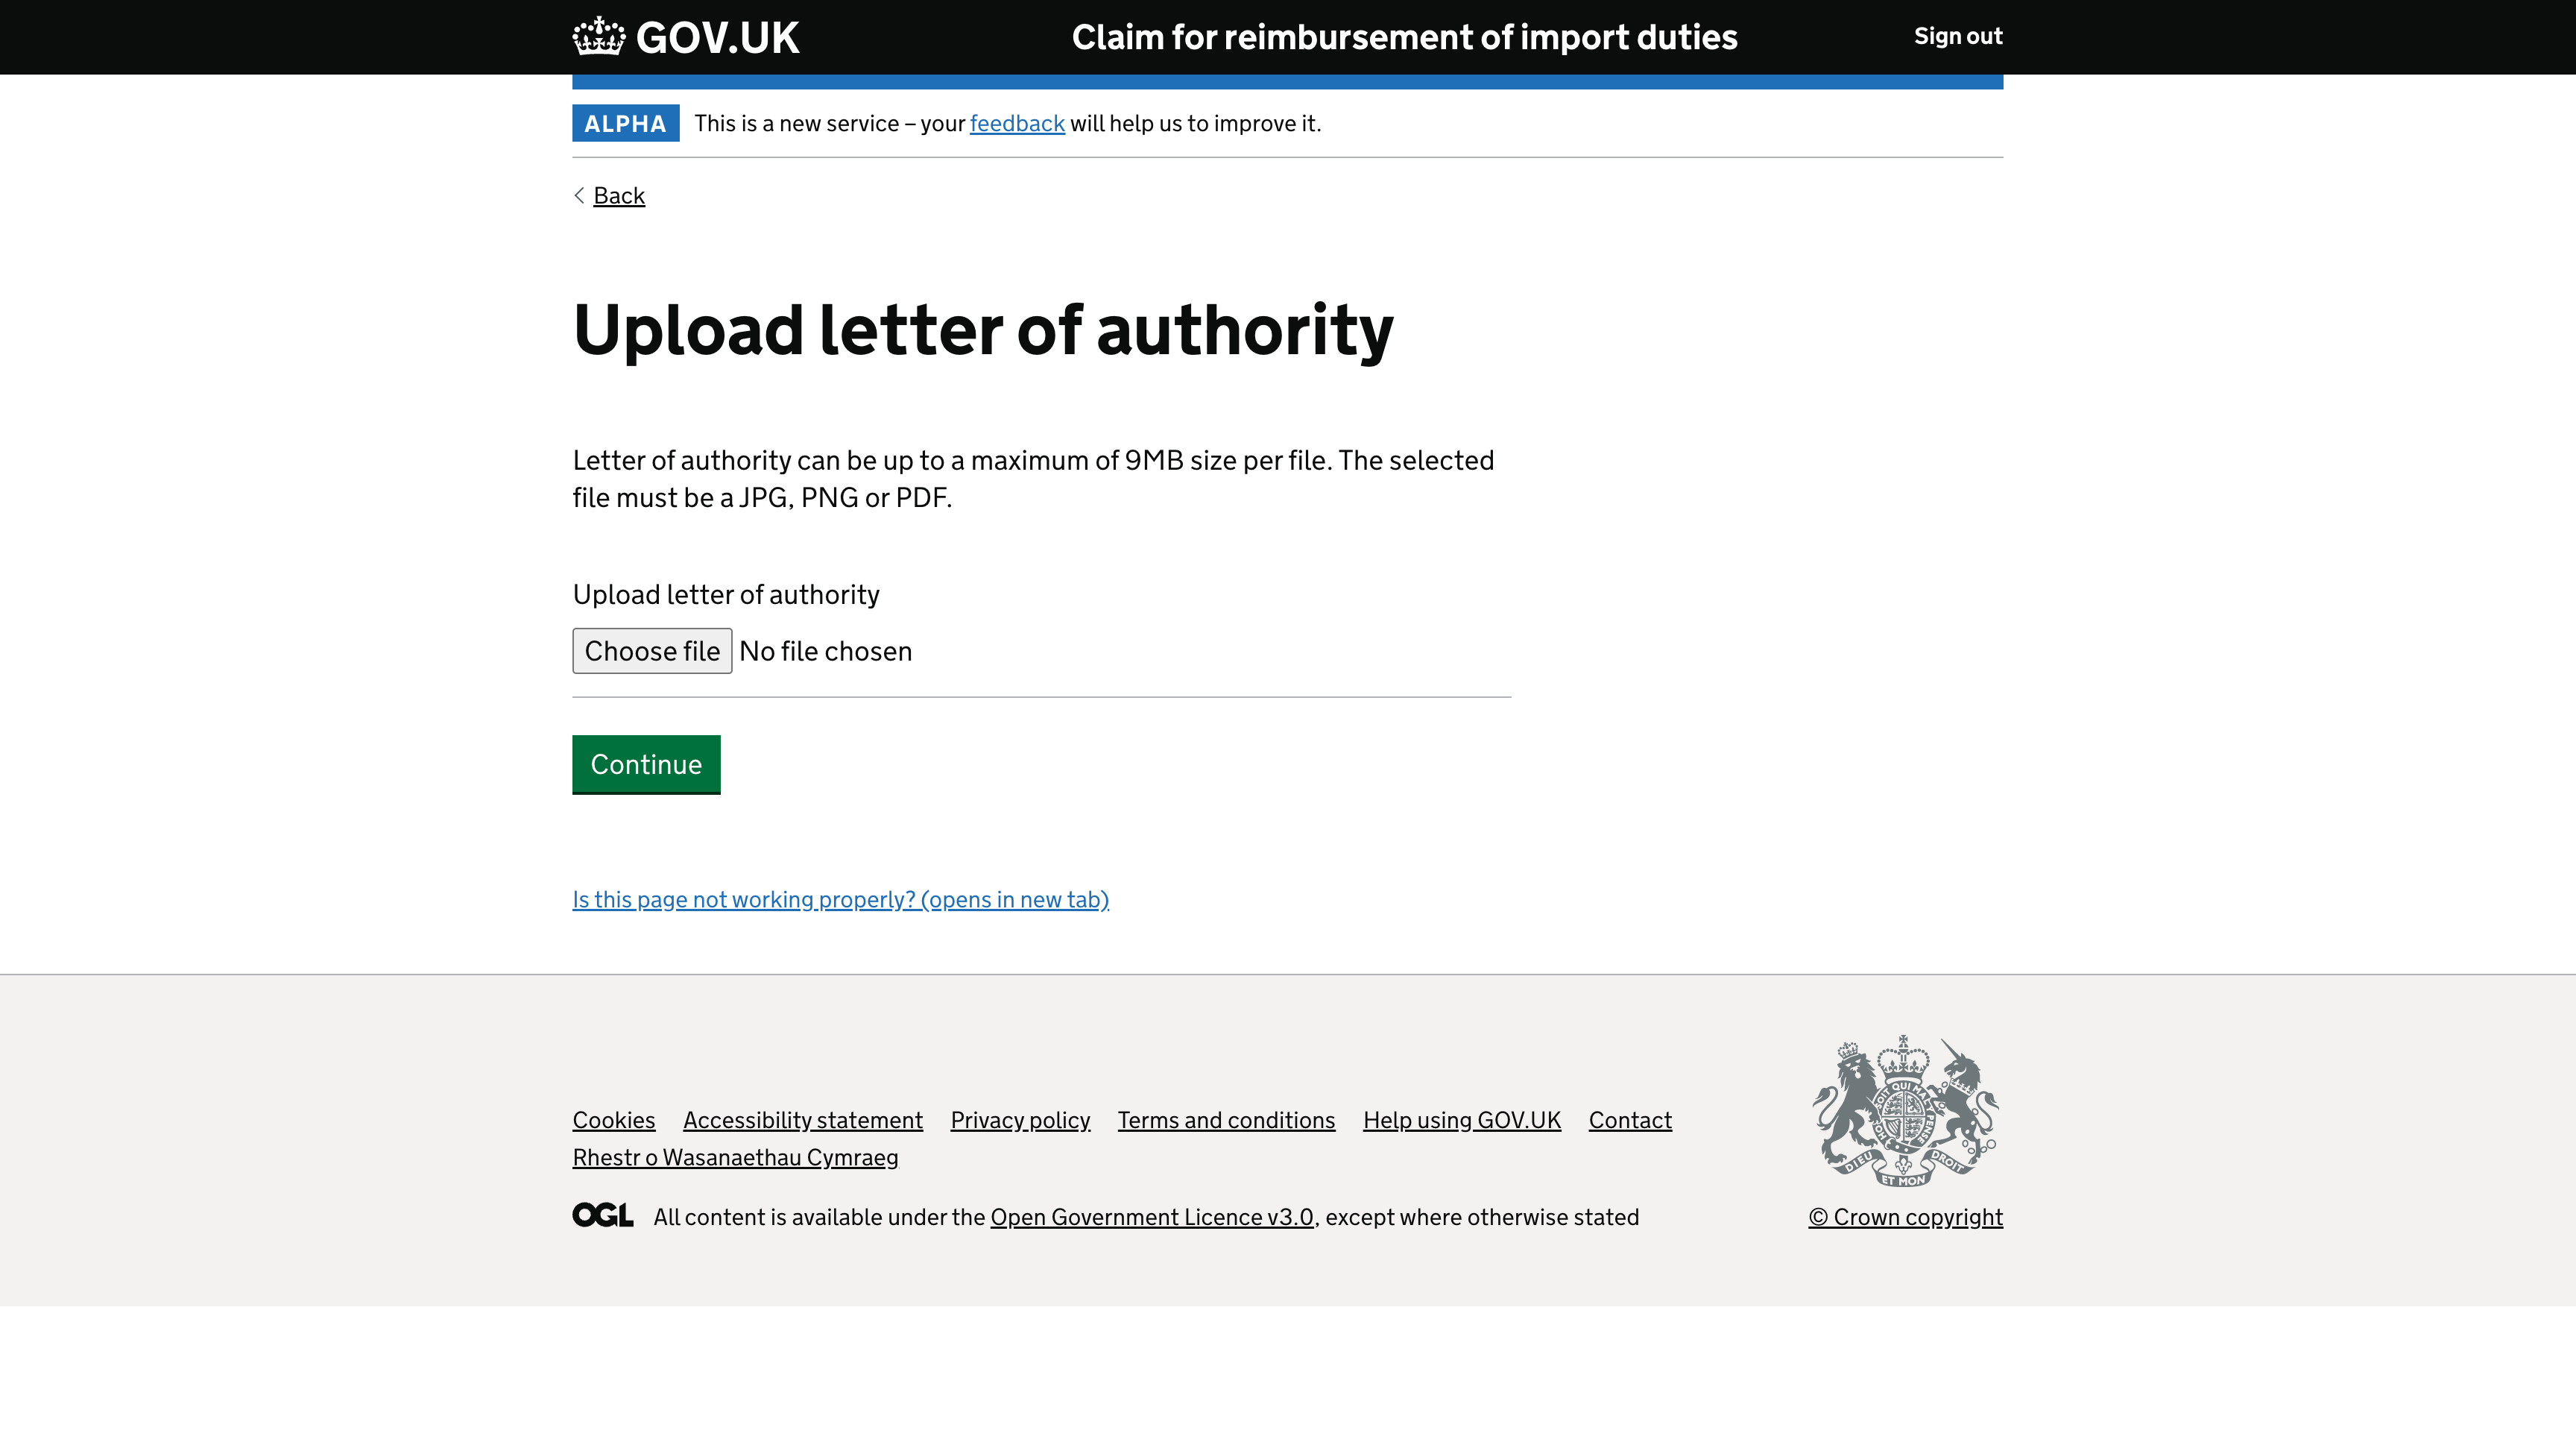 GOV.UK
Claim for reimbursement of import duties
Sign out
ALPHA
This is a new service – your feedback will help us to improve it.
Back
Upload letter of authority
Letter of authority can be up to a maximum of 9MB size per file. The selected
file must be a JPG, PNG or PDF.
Upload letter of authority
Choose file No file chosen
Continue
Is this page not working properly? (opens in new tab)
Cookies Accessibility statement Privacy policy Terms and conditions Help using GOV.UK Contact
Rhestr o Wasanaethau Cymraeg
OGL All content is available under the Open Government Licence v3.0, except where otherwise stated
DIEU ET MON DROIT
© Crown copyright